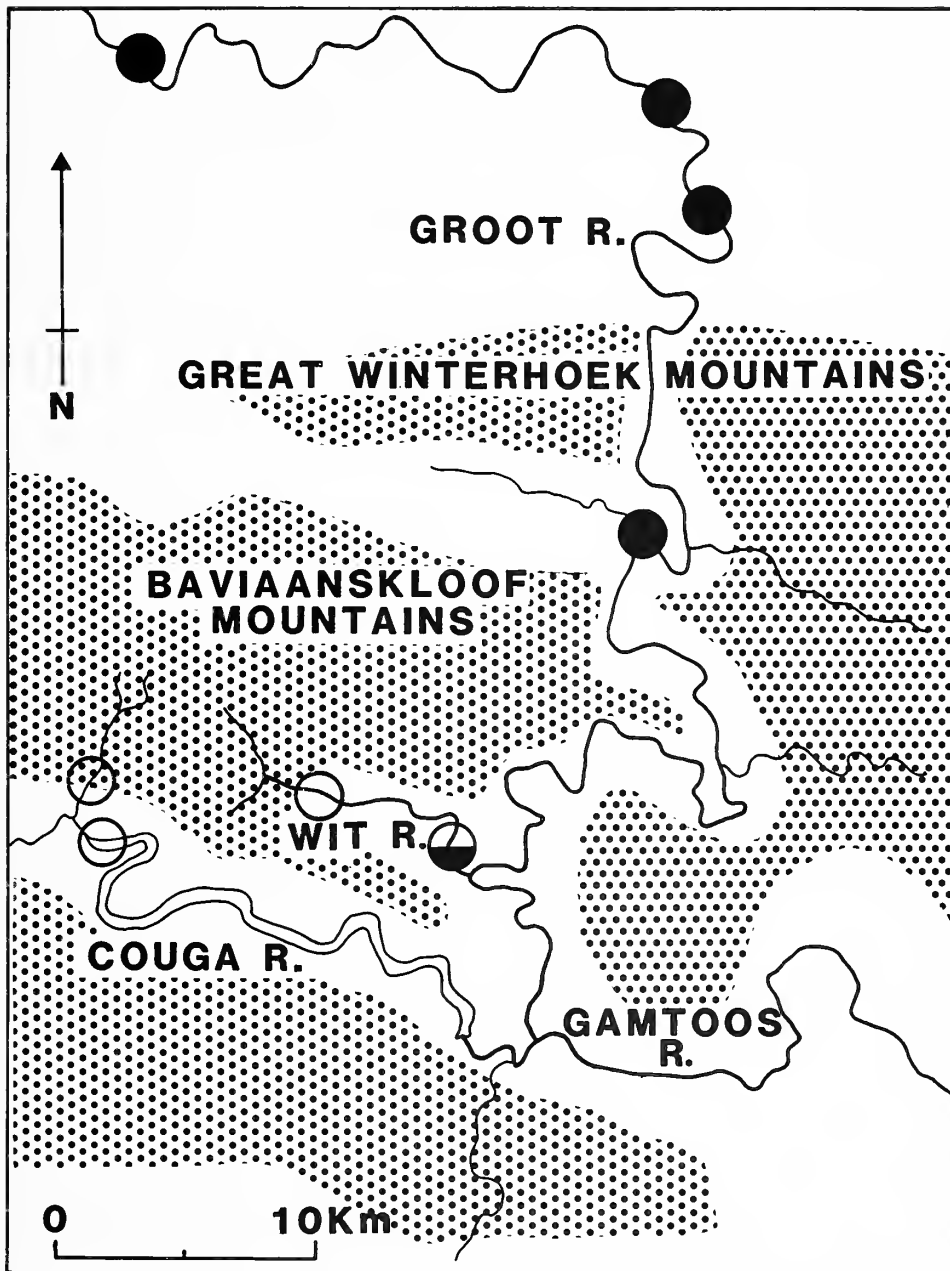 GROOT R.
N
GREAT WINTERHOEK MOUNTAINS
BAVIAANSKLOOF
MOUNTAINS
WIT R.
COUGA R.
GAMTOOS
R.
0 10Km